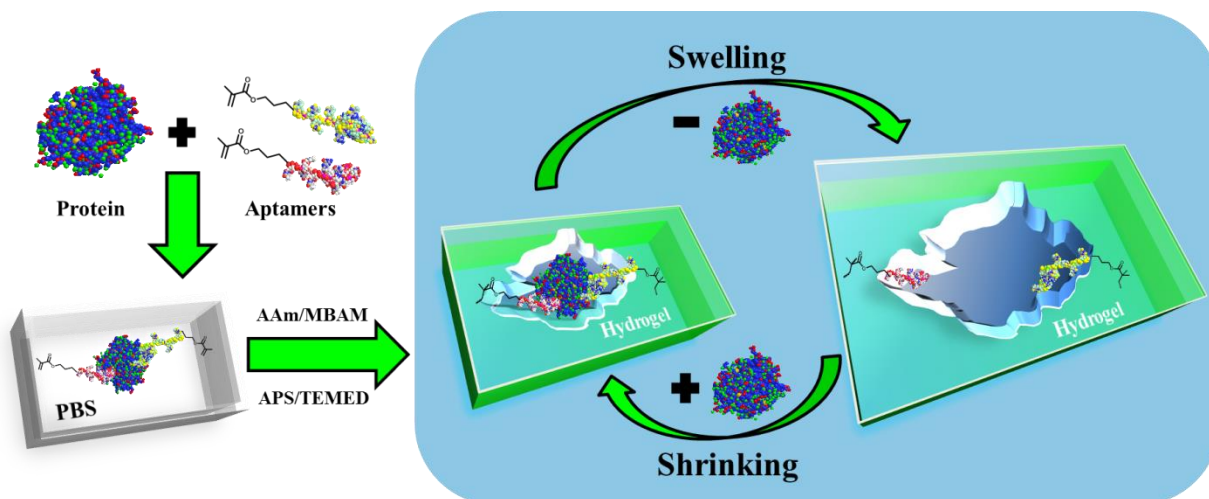 Protein
Aptamers
PBS
AAm/MBAM
APS/TEMED
Swelling
Hydrogel
Hydrogel
Shrinking